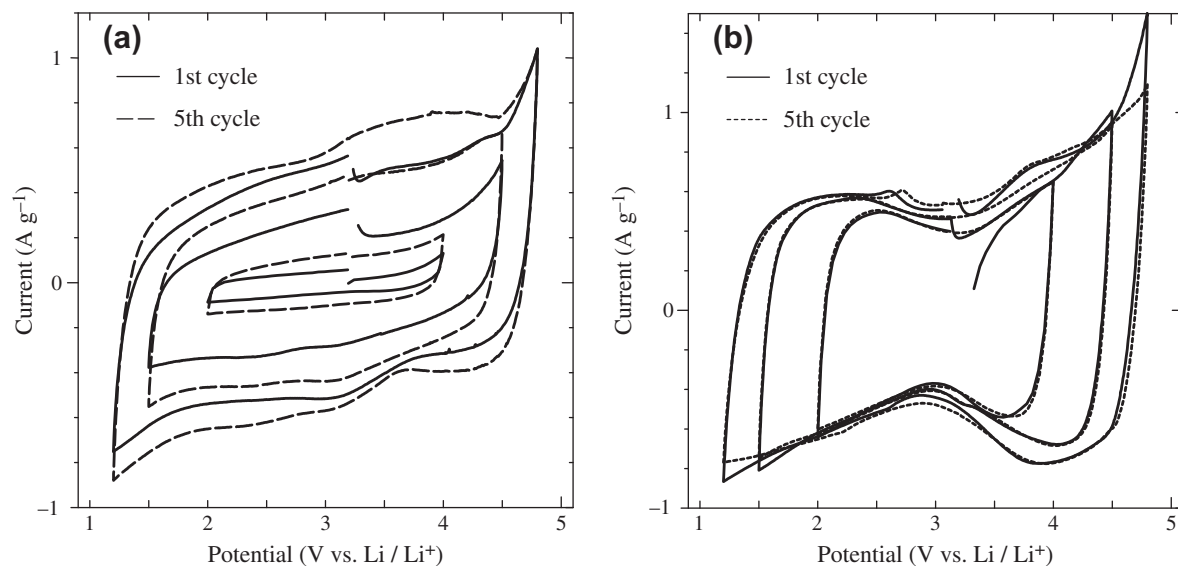 (a)
1st cycle
5th cycle
1
0
–1
1
2
3
4
5
Current (A g–1)
Potential (V vs. Li / Li+)
(b)
1st cycle
5th cycle
1
0
–1
1
2
3
4
5
Current (A g–1)
Potential (V vs. Li / Li+)